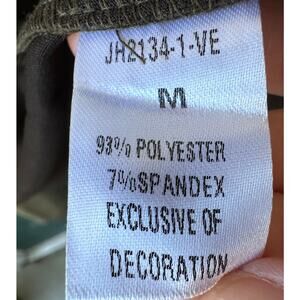 JH2134-1-VE
M
93% POLYESTER
7%SPANDEX
EXCLUSIVE OF
DECORATION